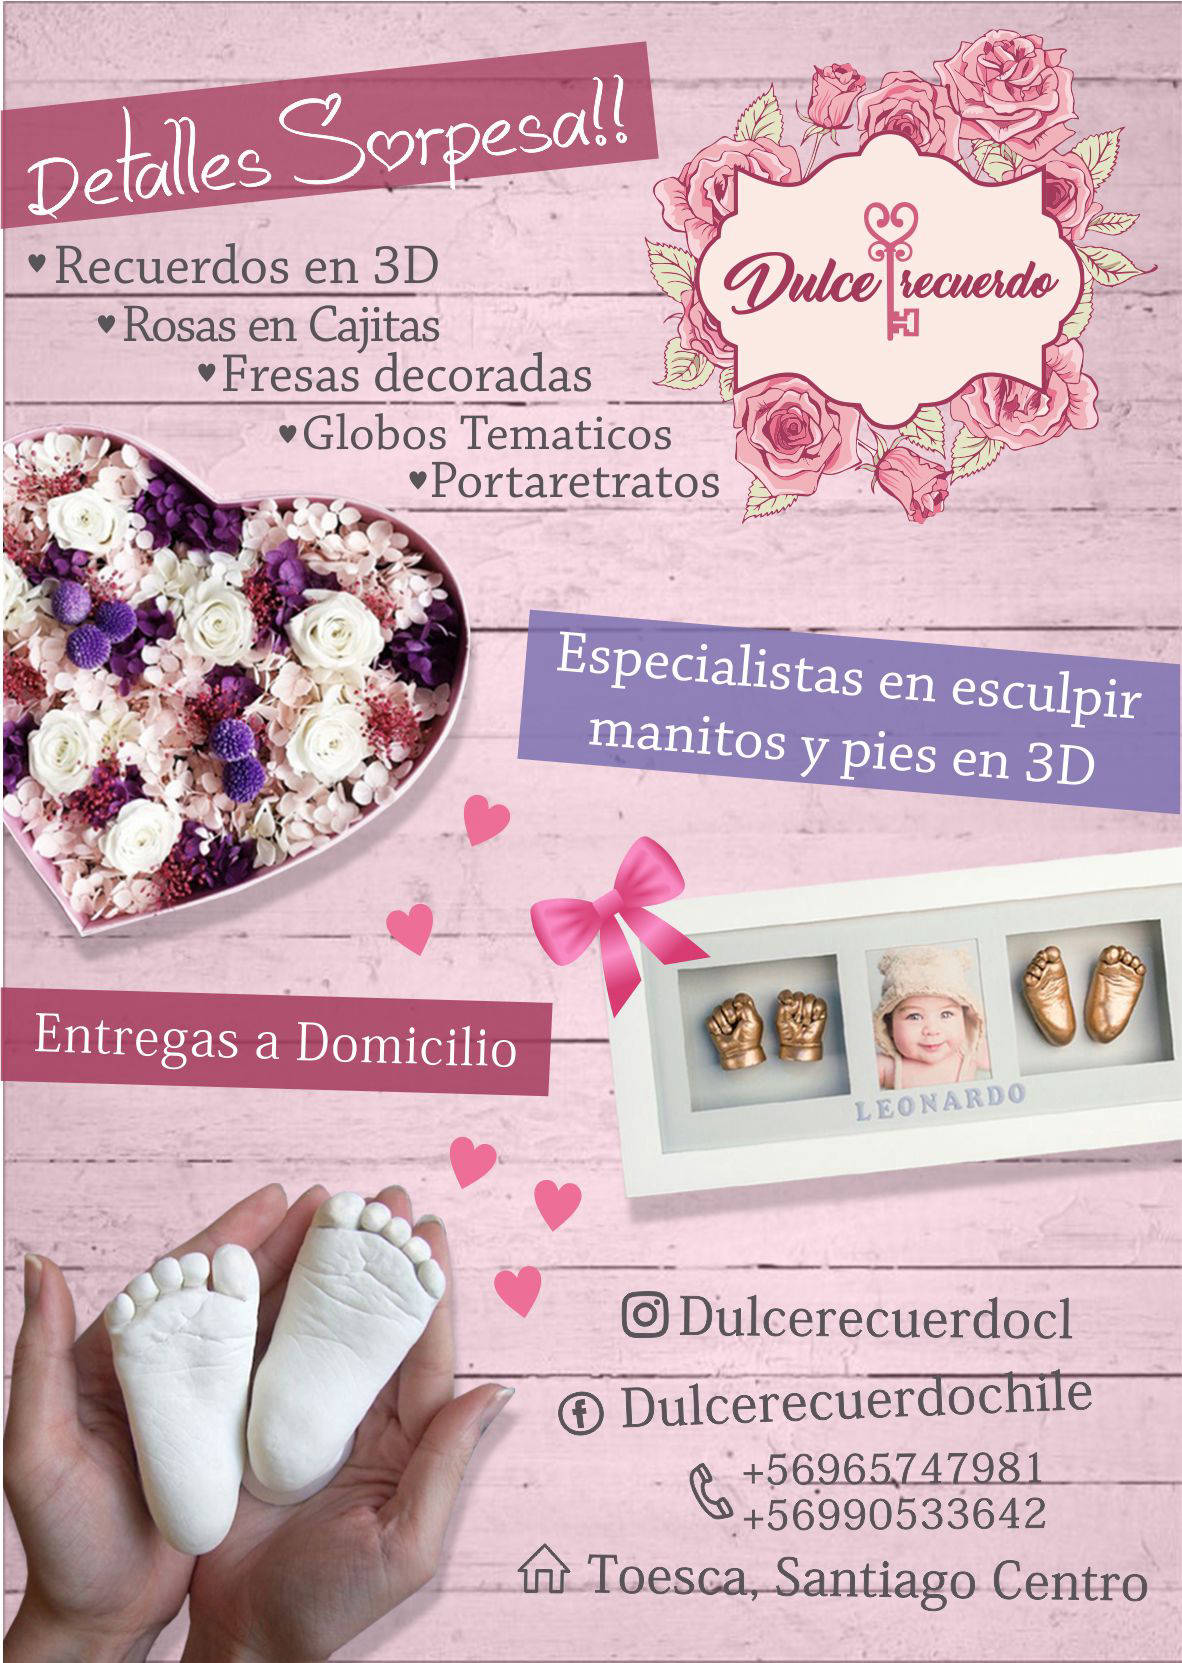 Detalles Sorpesa!!
Recuerdos en 3D
Rosas en Cajitas
Fresas decoradas
Globos Tematicos
Portaretratos
Dulce recuerdo
Especialistas en esculpir
manitos y pies en 3D
LEONARDO
Entregas a Domicilio
Dulcerecuerdocl
Dulcerecuerdochile
+56965747981
+56990533642
Toesca, Santiago Centro